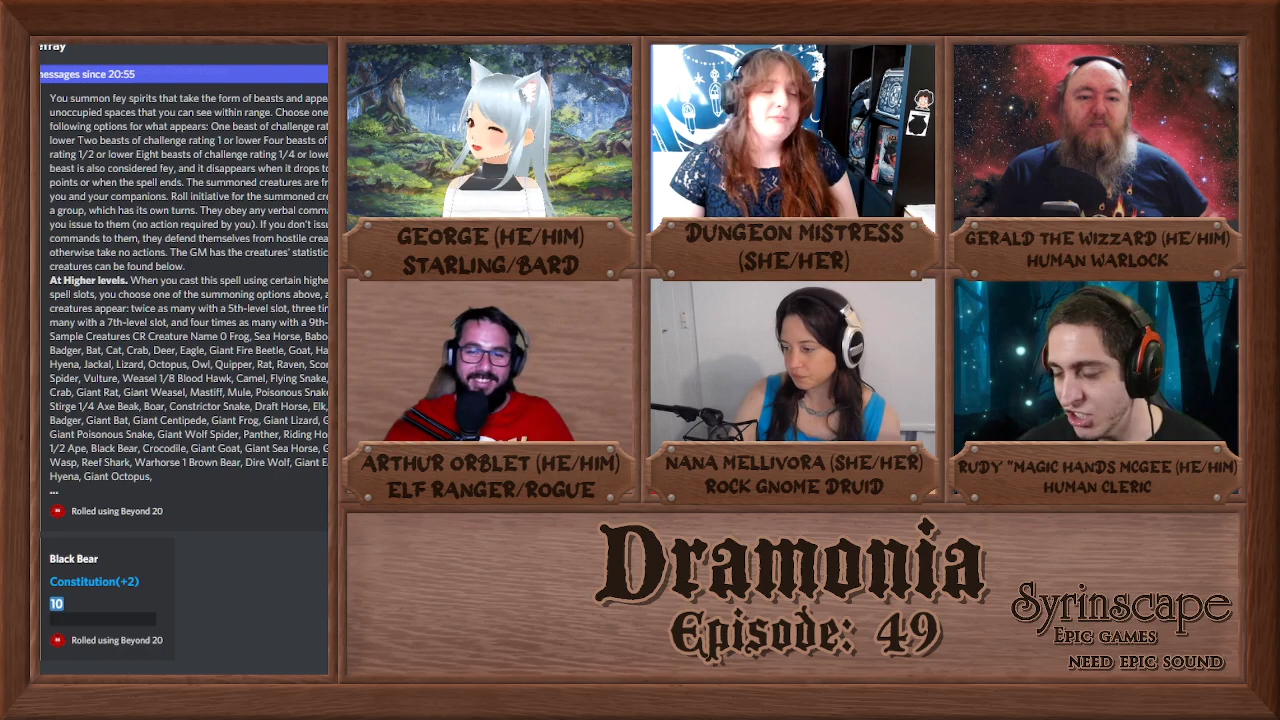 essages since 20:55
You summon fey spirits that take the form of beasts and appe
unoccupied spaces that you can see within range. Choose one
following options for what appears: One beast of challenge rat
lower Two beasts of challenge rating 1 or lower Four beasts of
rating 1/2 or lower Eight beasts of challenge rating 1/4 or lowe
beast is also considered fey, and it disappears when it drops to
points or when the spell ends. The summoned creatures are fr
you and your companions. Roll Initiative for the summoned cre
a group, which has its own turns. They obey any verbal comma
you issue to them (no action required by you). If you don't issu
commands to them, they defend themselves from hostile crea
otherwise take no actions. The GM has the creatures' statistic
creatures can be found below.
At Higher levels. When you cast this spell using certain highe
spell slots, you choose one of the summoning options above, a
creatures appear: twice as many with a 5th-level slot, three tin
many with a 7th-level slot, and four times as many with a 9th-
Sample Creatures CR Creature Name 0 Frog, Sea Horse, Babo
Badger, Bat, Cat, Crab, Deer, Eagle, Giant Fire Beetle, Goat, Ha
Hyena, Jackal, Lizard, Octopus, Owl, Quipper, Rat, Raven, Scor
Spider, Vulture, Weasel 1/8 Blood Hawk, Camel, Flying Snake,
Crab, Giant Rat, Giant Weasel, Mastiff, Mule, Poisonous Snake
Stirge 1/4 Axe Beak, Boar, Constrictor Snake, Draft Horse, Elk,
Badger, Giant Bat, Giant Centipede, Giant Frog, Giant Lizard, G
Giant Poisonous Snake, Giant Wolf Spider, Panther, Riding Ho
1/2 Ape, Black Bear, Crocodile, Giant Goat, Giant Sea Horse, G
Wasp, Reef Shark, Warhorse 1 Brown Bear, Dire Wolf, Giant E
Hyena, Giant Octopus,
...
Rolled using Beyond 20
Black Bear
Constitution(+2)
10
Rolled using Beyond 20
GEORGE (HE/HIM)
STARLING/BARD
DUNGEON MISTRESS
(SHE/HER)
GERALD THE WIZZARD (HE/HIM)
HUMAN WARLOCK
ARTHUR ORBLET (HE/HIM)
ELF RANGER/ROGUE
NANA MELLIVORA (SHE/HER)
ROCK GNOME DRUID
RUDY "MAGIC HANDS MCGEE (HE/HIM)
HUMAN CLERIC
Dramonia
Episode: 49
Syrinscape
EPIC GAMES
NEED EPIC SOUND